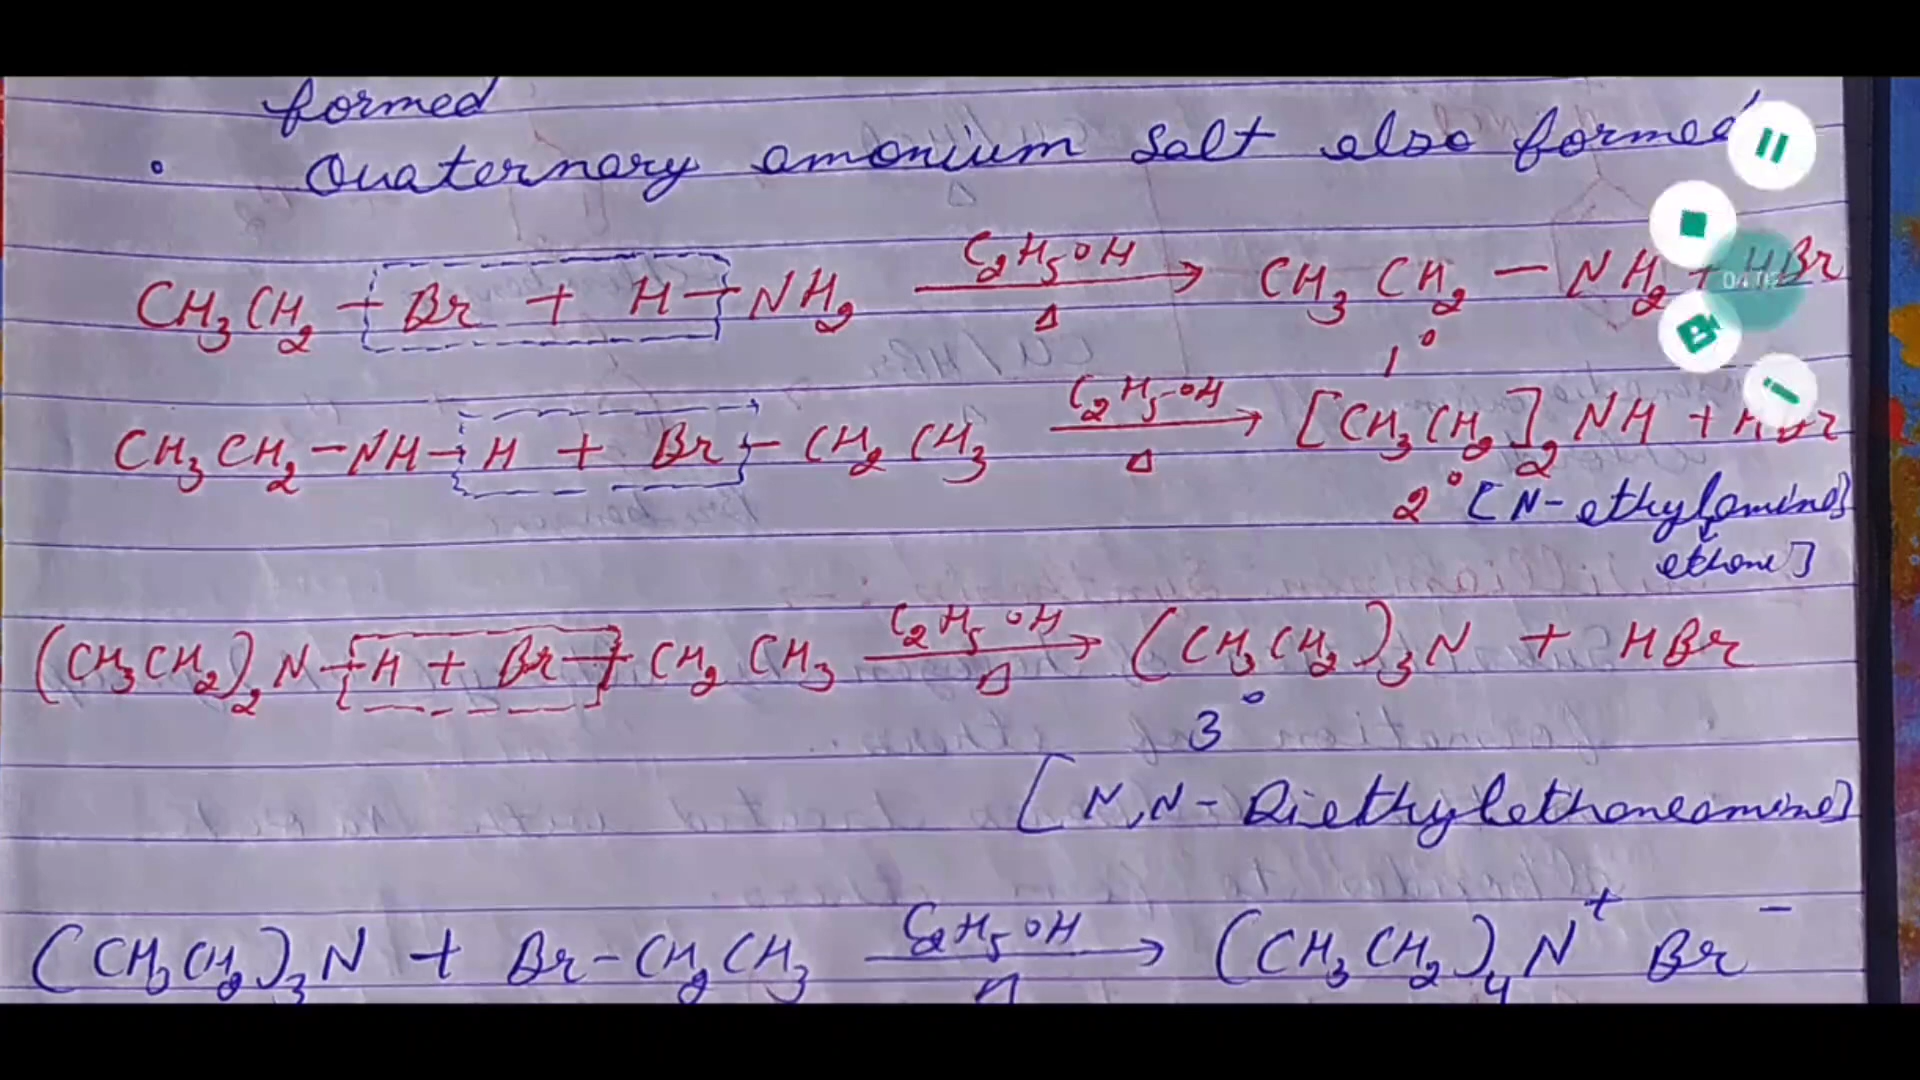 formed
• Quaternary amonium salt also formed
CH₃CH₂ - Br + H - NH₂ C₂H₅OH → Δ CH₃CH₂ - NH₂ + HBr
1°
CH₃CH₂ - NH - H + Br - CH₂CH₃ C₂H₅OH → Δ [CH₃CH₂]₂NH + HBr
2° [N-ethylamine]
ethane]
(CH₃CH₂)₂N - H + Br - CH₂CH₃ C₂H₅OH → Δ (CH₃CH₂)₃N + HBr
3°
[N,N-Diethylethaneamine]
(CH₃CH₂)₃N + Br - CH₂CH₃ C₂H₅OH → Δ (CH₃CH₂)₄N⁺ Br⁻